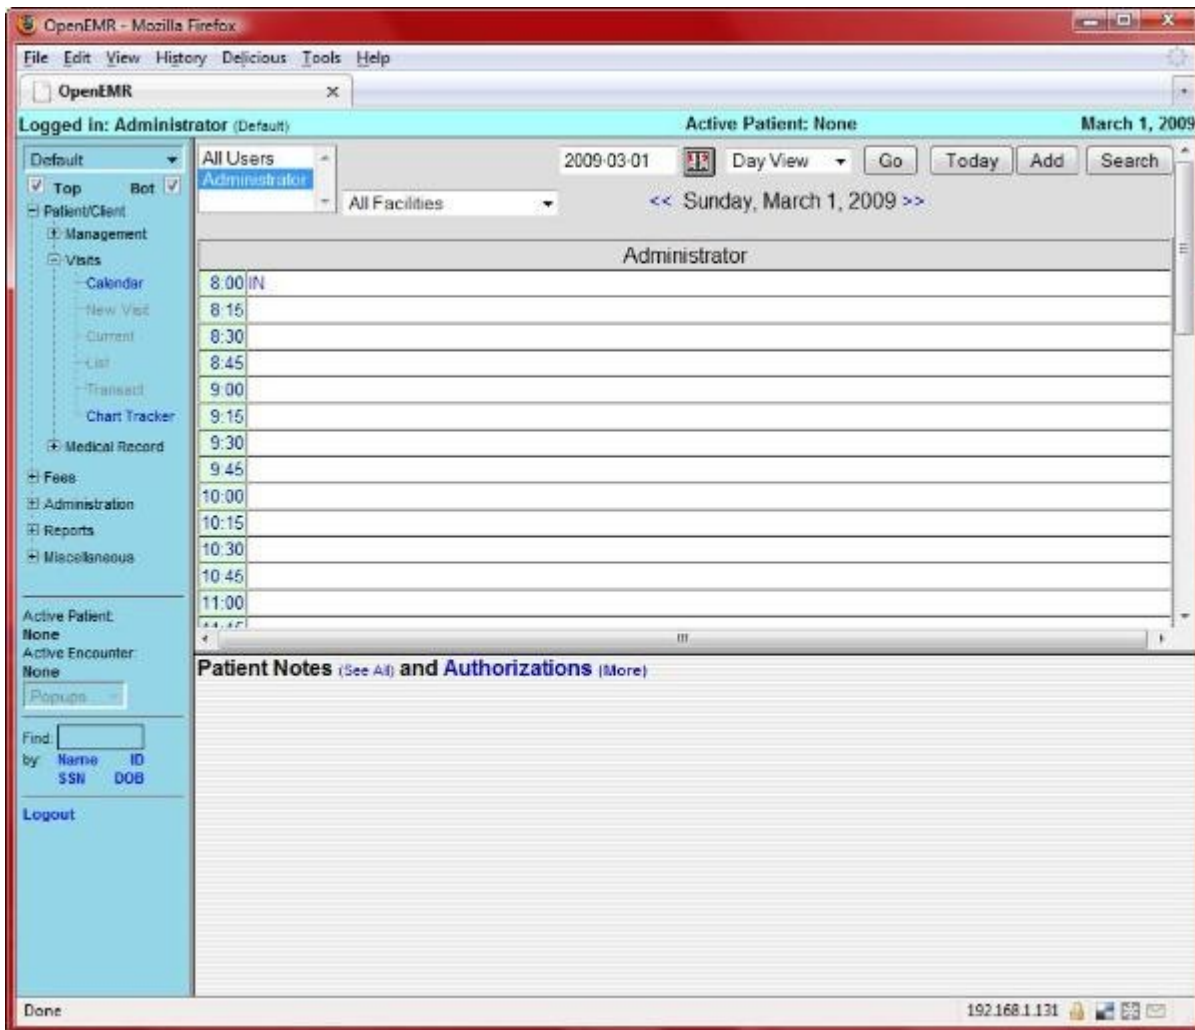 OpenEMR - Mozilla Firefox
File Edit View History Delicious Tools Help
OpenEMR
Logged in: Administrator (Default) Active Patient: None March 1, 2009
Default
Top Bot
Patient/Client
Management
Visits
Calendar
New Visit
Current
List
Transact
Chart Tracker
Medical Record
Fees
Administration
Reports
Miscellaneous
Active Patient:
None
Active Encounter:
None
Popups
Find:
by: Name ID
SSN DOB
Logout
All Users
Administrator
All Facilities
2009-03-01 Day View Go Today Add Search
<< Sunday, March 1, 2009 >>
Administrator
8:00 IN
8:15
8:30
8:45
9:00
9:15
9:30
9:45
10:00
10:15
10:30
10:45
11:00
Patient Notes (See All) and Authorizations (More)
Done 192.168.1.131